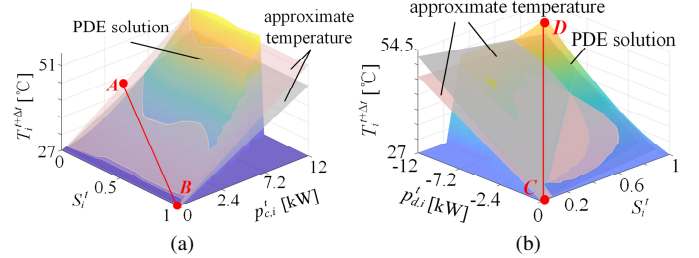 PDE solution
approximate
temperature
51
A
T_i^{t+Δt} [℃]
27
0
0.5
S_i^t
1
B
0
2.4
7.2
12
p_{c,i}^t [kW]
(a)
approximate temperature
D
PDE solution
54.5
T_i^{t+Δt} [℃]
27
-12
-7.2
-2.4
p_{d,i}^t [kW]
C
0
0.2
0.6
1
S_i^t
(b)